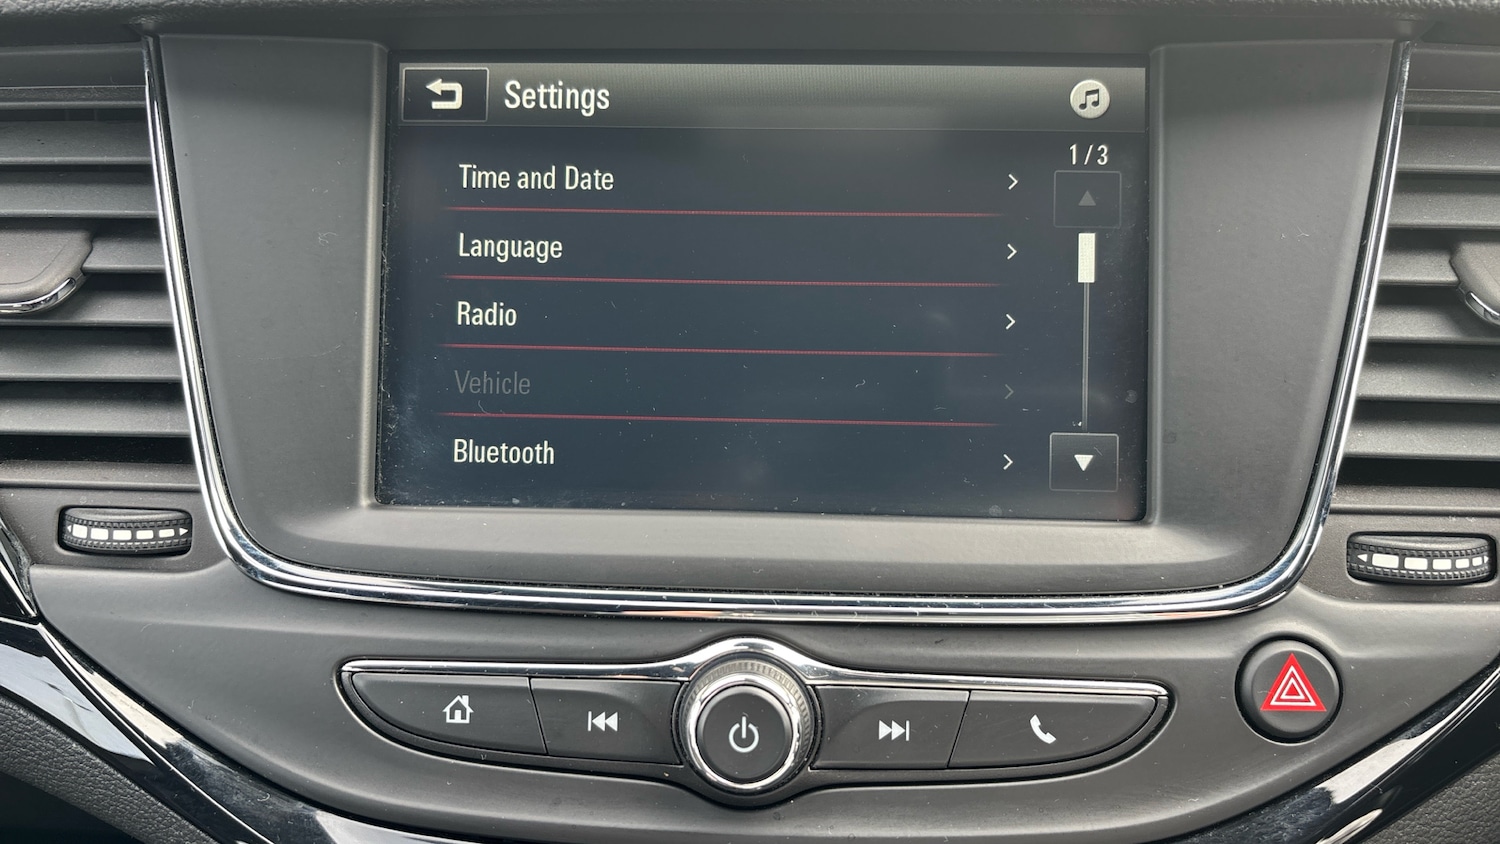 Settings
1/3
Time and Date
Language
Radio
Vehicle
Bluetooth